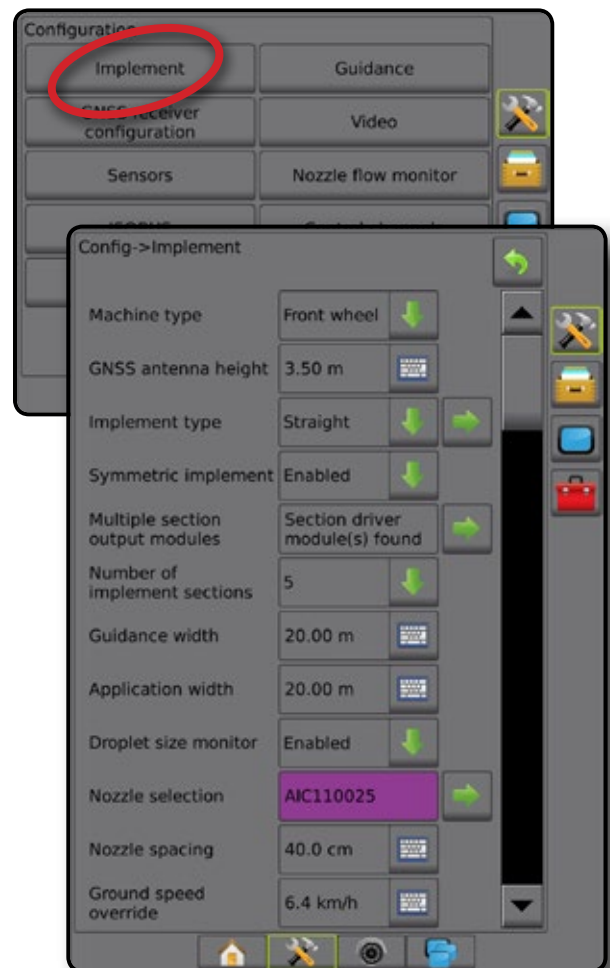 Configuration
Implement
Guidance
GNSS receiver
configuration
Video
Sensors
Nozzle flow monitor
Config->Implement
Machine type
Front wheel
GNSS antenna height
3.50 m
Implement type
Straight
Symmetric implement
Enabled
Multiple section
output modules
Section driver
module(s) found
Number of
implement sections
5
Guidance width
20.00 m
Application width
20.00 m
Droplet size monitor
Enabled
Nozzle selection
AIC110025
Nozzle spacing
40.0 cm
Ground speed
override
6.4 km/h